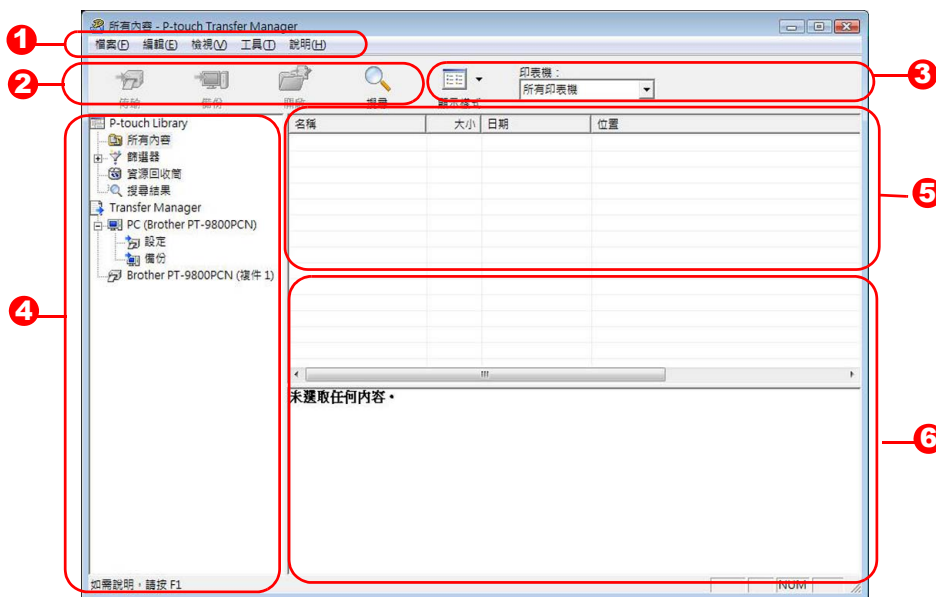 所有內容 - P-touch Transfer Manager
1
檔案(F) 編輯(E) 檢視(V) 工具(T) 說明(H)
2
傳輸 備份 開啟 搜尋 顯示樣式
印表機：
所有印表機
3
4
P-touch Library
所有內容
篩選器
資源回收筒
搜尋結果
Transfer Manager
PC (Brother PT-9800PCN)
設定
備份
Brother PT-9800PCN (複件 1)
名稱 大小 日期 位置
5
未選取任何內容。
6
如需說明，請按 F1
NUM